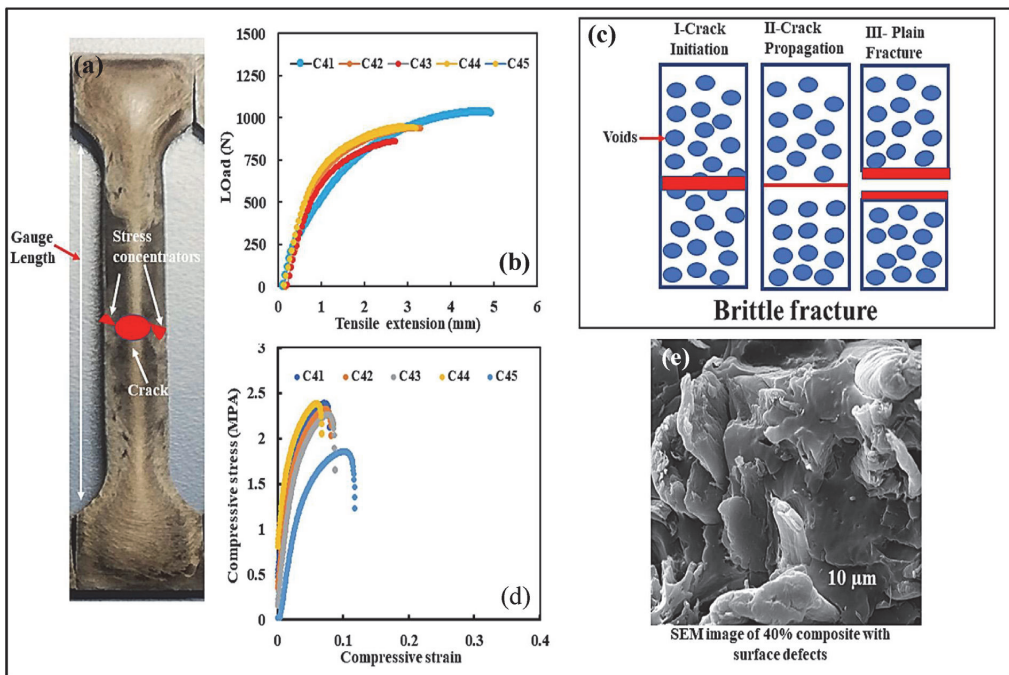 (a)
Gauge
Length
Stress
concentrators
Crack
1500
1250
1000
750
500
250
0
LOad (N)
C41 C42 C43 C44 C45
(b)
0 1 2 3 4 5 6
Tensile extension (mm)
(c)
I-Crack
Initiation
II-Crack
Propagation
III- Plain
Fracture
Voids
Brittle fracture
3
2.5
2
1.5
1
0.5
0
Compressive stress (MPA)
C41 C42 C43 C44 C45
(d)
0 0.1 0.2 0.3 0.4
Compressive strain
(e)
10 µm
SEM image of 40% composite with
surface defects